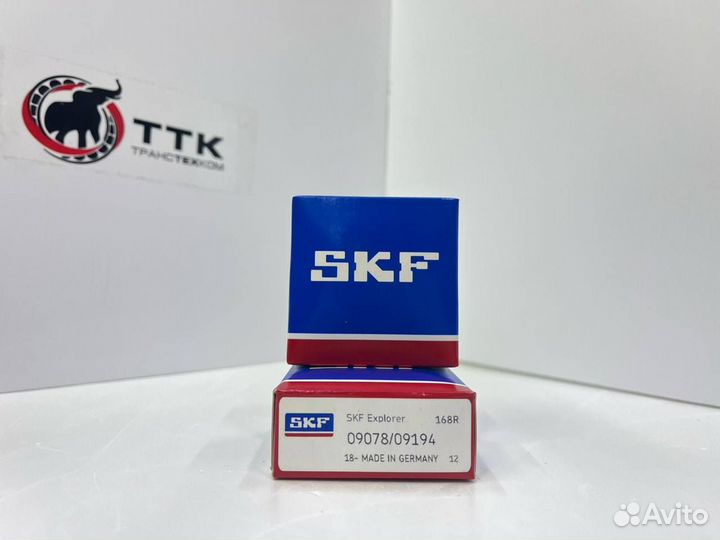 ТТК
ТРАНСТЕХКОМ
SKF
SKF
SKF Explorer 168R
09078/09194
18- MADE IN GERMANY 12
Avito